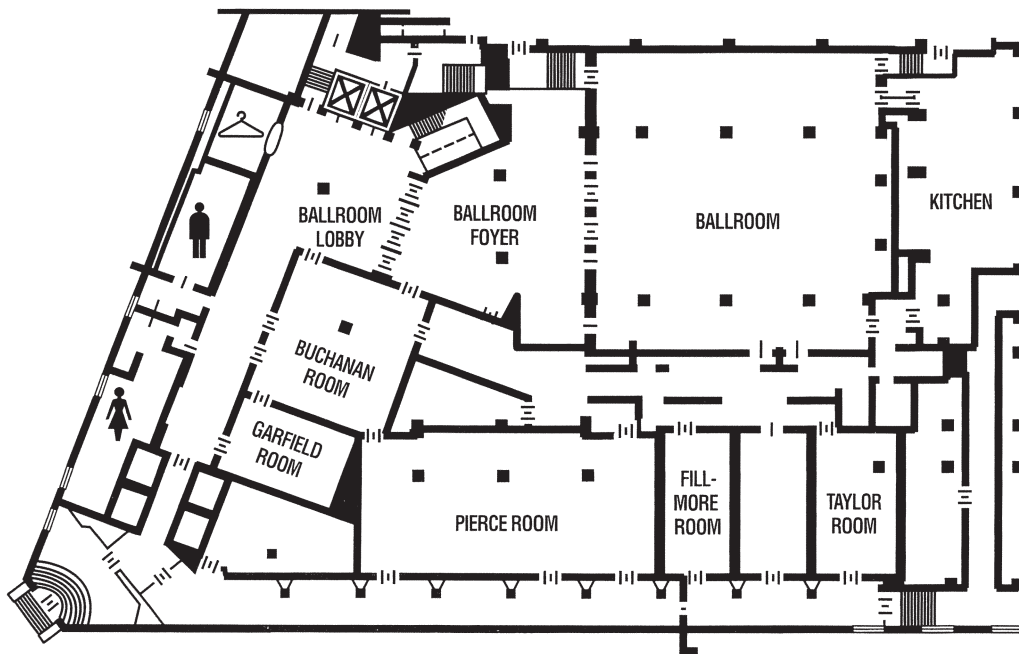 BALLROOM
LOBBY
BALLROOM
FOYER
BALLROOM
KITCHEN
BUCHANAN
ROOM
GARFIELD
ROOM
PIERCE ROOM
FILL-
MORE
ROOM
TAYLOR
ROOM